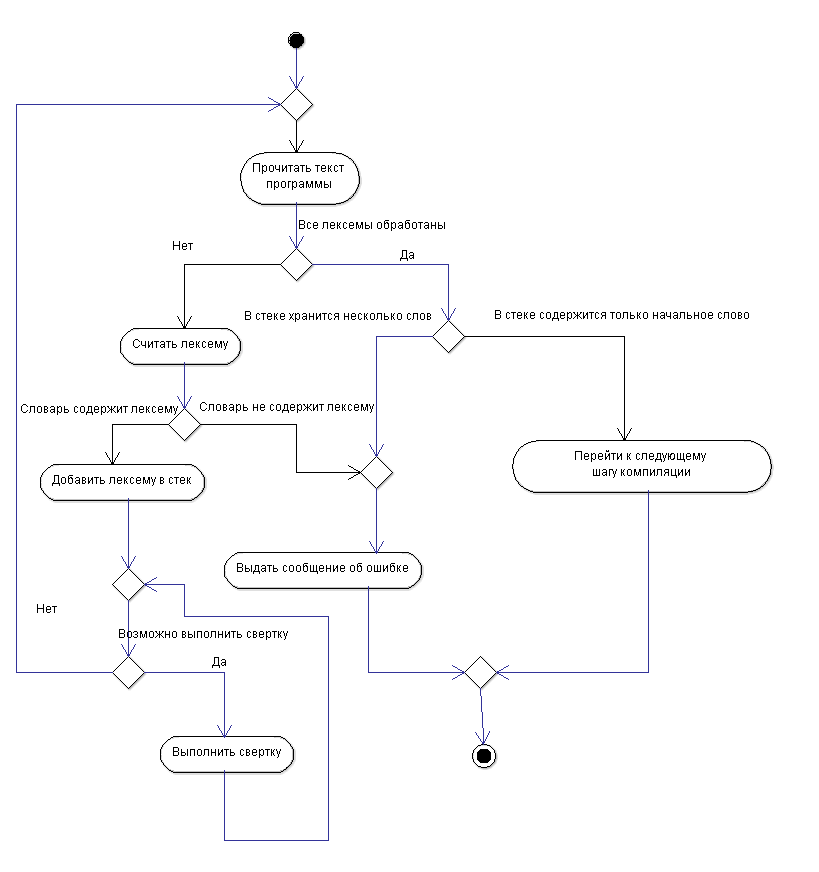 Прочитать текст
программы
Все лексемы обработаны
Нет
Да
В стеке хранится несколько слов
В стеке содержится только начальное слово
Считать лексему
Словарь содержит лексему
Словарь не содержит лексему
Перейти к следующему
шагу компиляции
Добавить лексему в стек
Выдать сообщение об ошибке
Нет
Возможно выполнить свертку
Да
Выполнить свертку